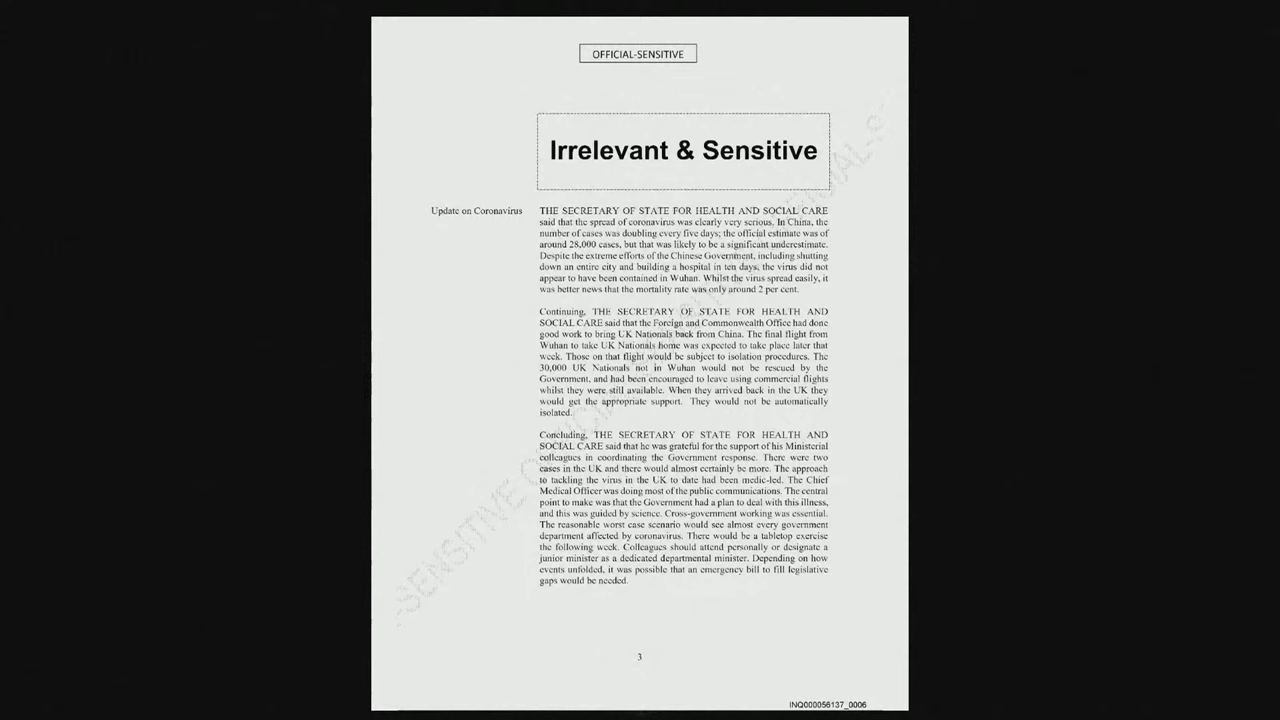 OFFICIAL-SENSITIVE
Irrelevant & Sensitive
Update on Coronavirus
THE SECRETARY OF STATE FOR HEALTH AND SOCIAL CARE
said that the spread of coronavirus was clearly very serious. In China, the
number of cases was doubling every five days; the official estimate was of
around 28,000 cases, but that was likely to be a significant underestimate.
Despite the extreme efforts of the Chinese Government, including shutting
down an entire city and building a hospital in ten days, the virus did not
appear to have been contained in Wuhan. Whilst the virus spread easily, it
was better news that the mortality rate was only around 2 per cent.
Continuing, THE SECRETARY OF STATE FOR HEALTH AND
SOCIAL CARE said that the Foreign and Commonwealth Office had done
good work to bring UK Nationals back from China. The final flight from
Wuhan to take UK Nationals home was expected to take place later that
week. Those on that flight would be subject to isolation procedures. The
30,000 UK Nationals not in Wuhan would not be rescued by the
Government, and had been encouraged to leave using commercial flights
whilst they were still available. When they arrived back in the UK they
would get the appropriate support. They would not be automatically
isolated.
Concluding, THE SECRETARY OF STATE FOR HEALTH AND
SOCIAL CARE said that he was grateful for the support of his Ministerial
colleagues in coordinating the Government response. There were two
cases in the UK and there would almost certainly be more. The approach
to tackling the virus in the UK to date had been medic-led. The Chief
Medical Officer was doing most of the public communications. The central
point to make was that the Government had a plan to deal with this illness,
and this was guided by science. Cross-government working was essential.
The reasonable worst case scenario would see almost every government
department affected by coronavirus. There would be a tabletop exercise
the following week. Colleagues should attend personally or designate a
junior minister as a dedicated departmental minister. Depending on how
events unfolded, it was possible that an emergency bill to fill legislative
gaps would be needed.
3
INQ000056137_0006